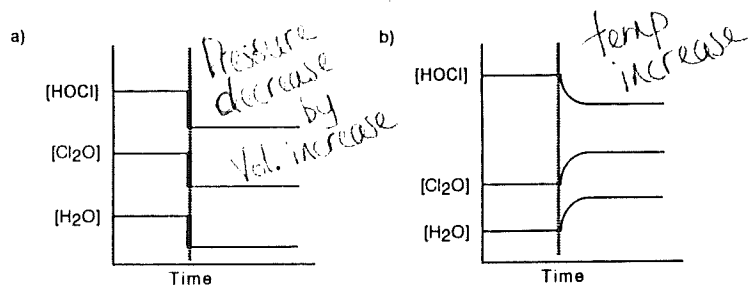 a)
Pressure
decrease
by
Vol. increase
[HOCl]
[Cl2O]
[H2O]
Time
b)
temp
increase
[HOCl]
[Cl2O]
[H2O]
Time